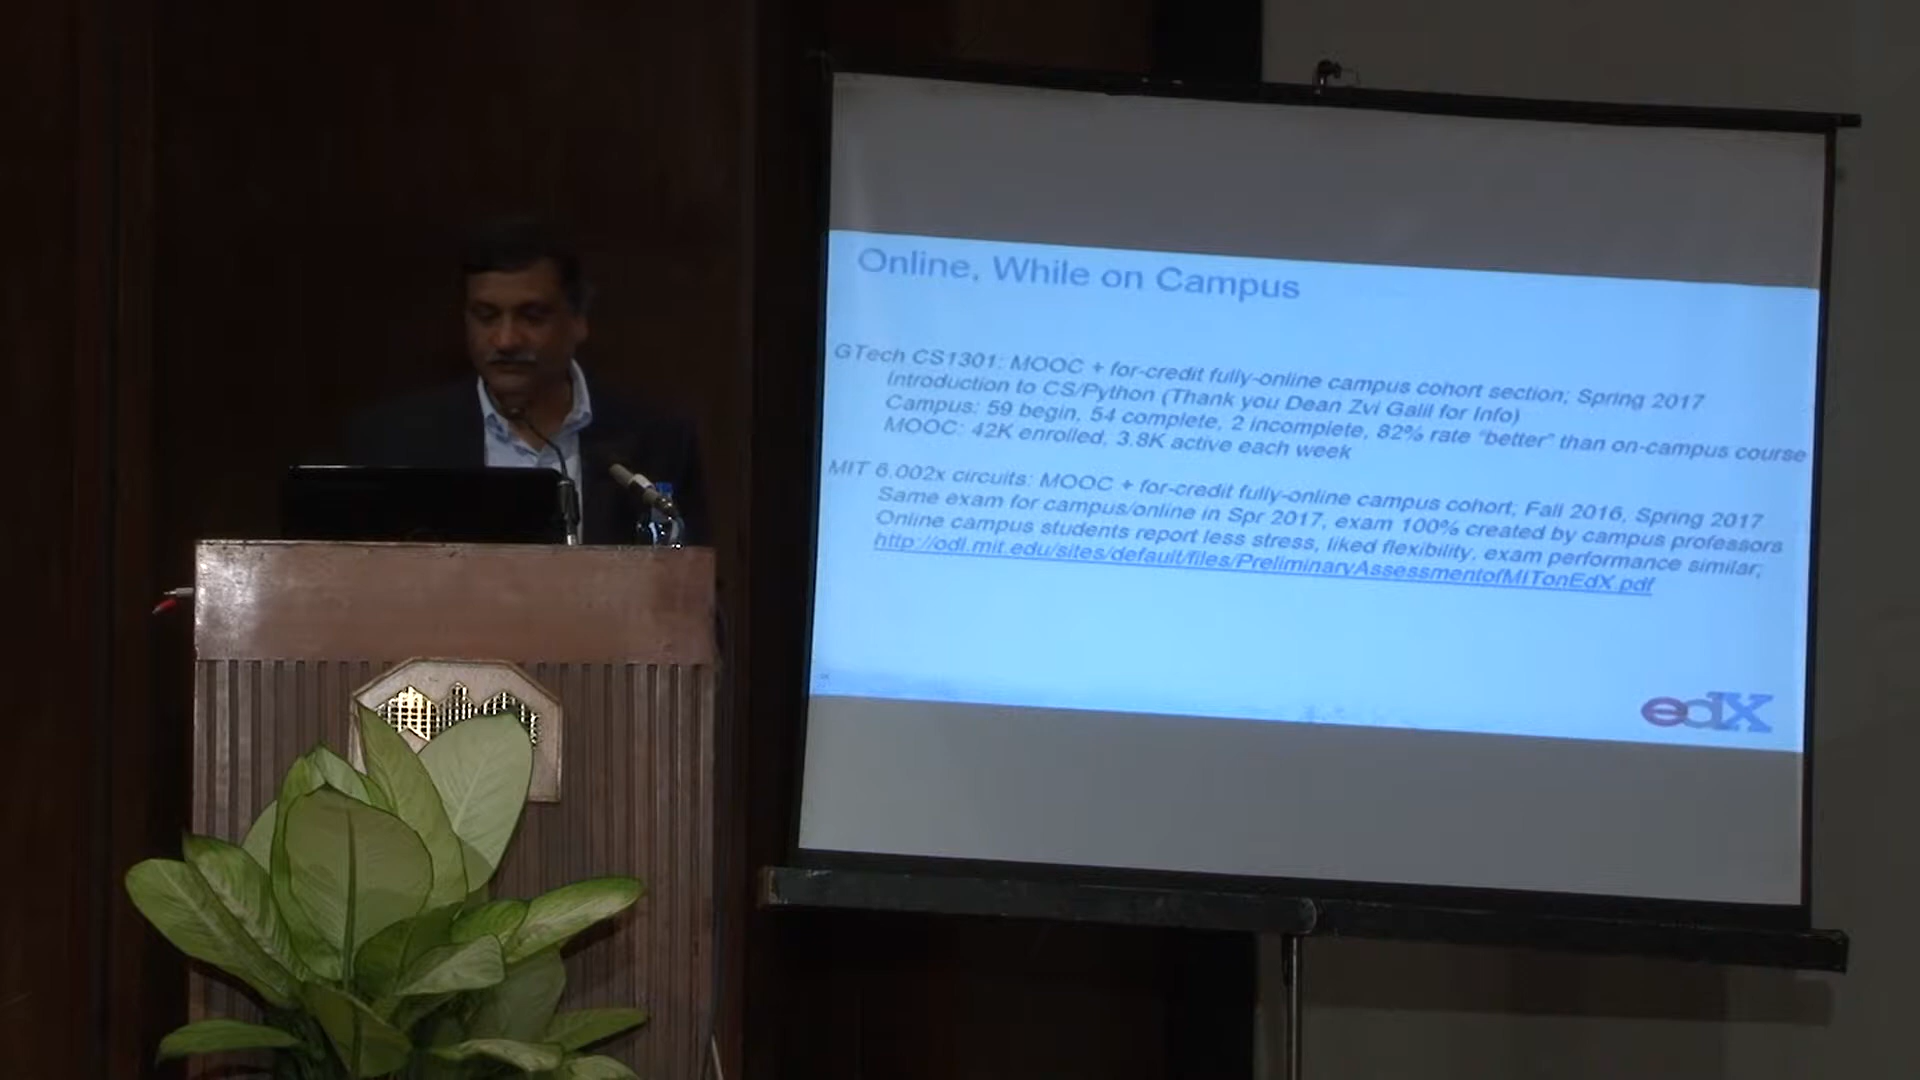 Online, While on Campus
GTech CS1301: MOOC + for-credit fully-online campus cohort section; Spring 2017
Introduction to CS/Python (Thank you Dean Zvi Galil for Info)
Campus: 59 begin, 54 complete, 2 incomplete, 82% rate "better" than on-campus course
MOOC: 42K enrolled, 3.8K active each week
MIT 6.002x circuits: MOOC + for-credit fully-online campus cohort; Fall 2016, Spring 2017
Same exam for campus/online in Spr 2017, exam 100% created by campus professors
Online campus students report less stress, liked flexibility, exam performance similar;
http://odl.mit.edu/sites/default/files/PreliminaryAssessmentofMITonEdX.pdf
edX